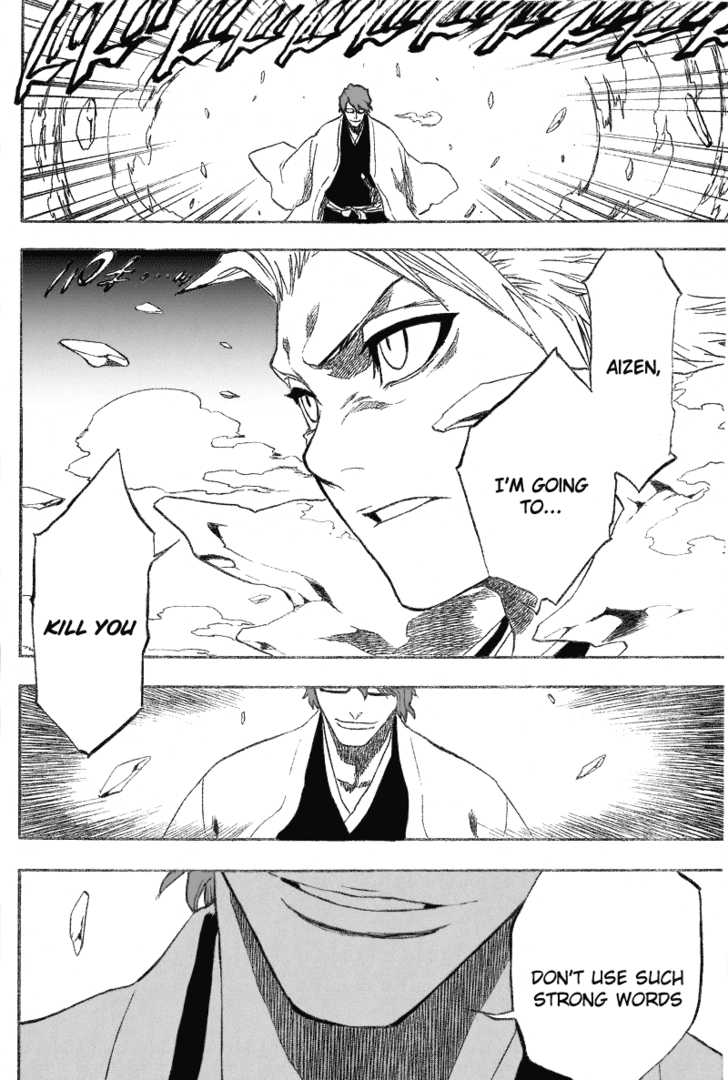 AIZEN,
I'M GOING
TO...
KILL YOU
DON'T USE SUCH
STRONG WORDS